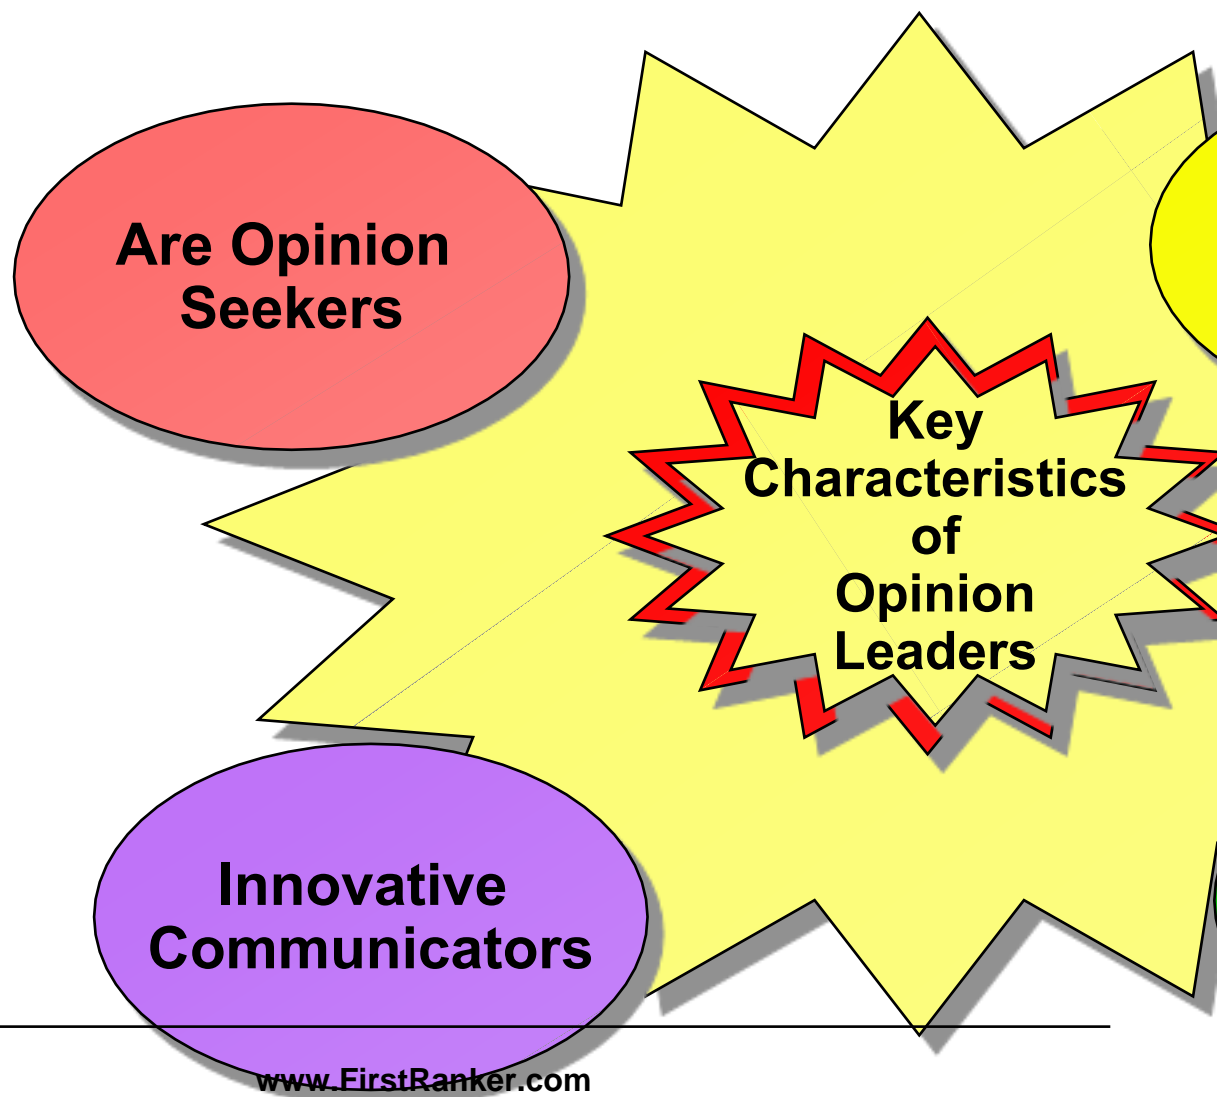 Are Opinion
Seekers
Key
Characteristics
of
Opinion
Leaders
Innovative
Communicators
www.FirstRanker.com